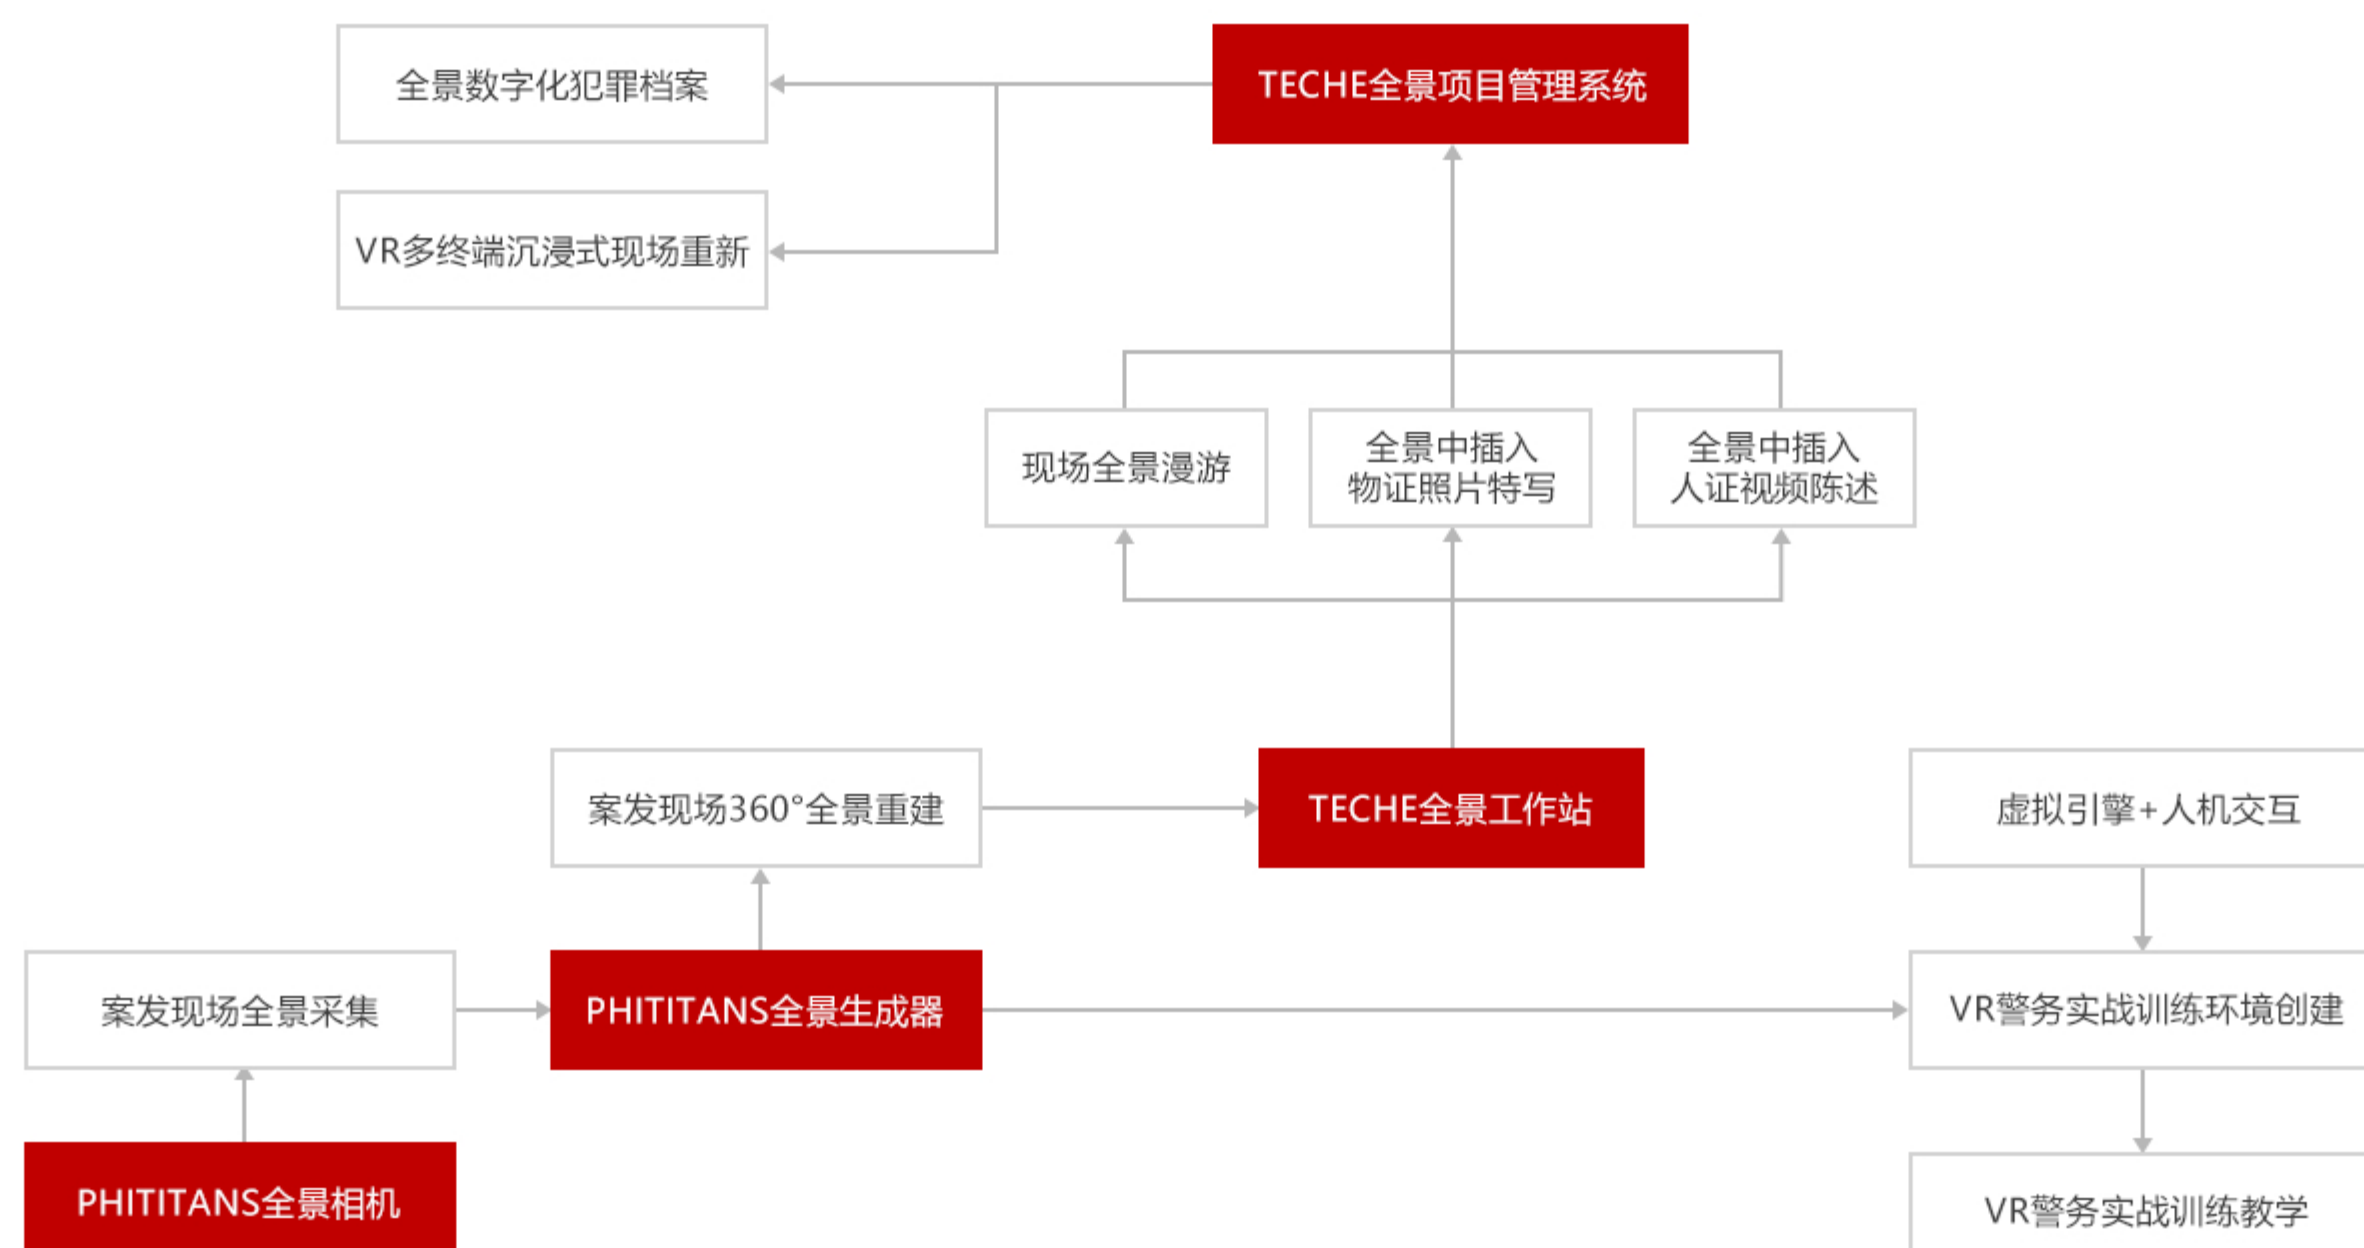 全景数字化犯罪档案
TECHE全景项目管理系统
VR多终端沉浸式现场重新
现场全景漫游
全景中插入
物证照片特写
全景中插入
人证视频陈述
案发现场360°全景重建
TECHE全景工作站
虚拟引擎+人机交互
案发现场全景采集
PHITITANS全景生成器
VR警务实战训练环境创建
PHITITANS全景相机
VR警务实战训练教学